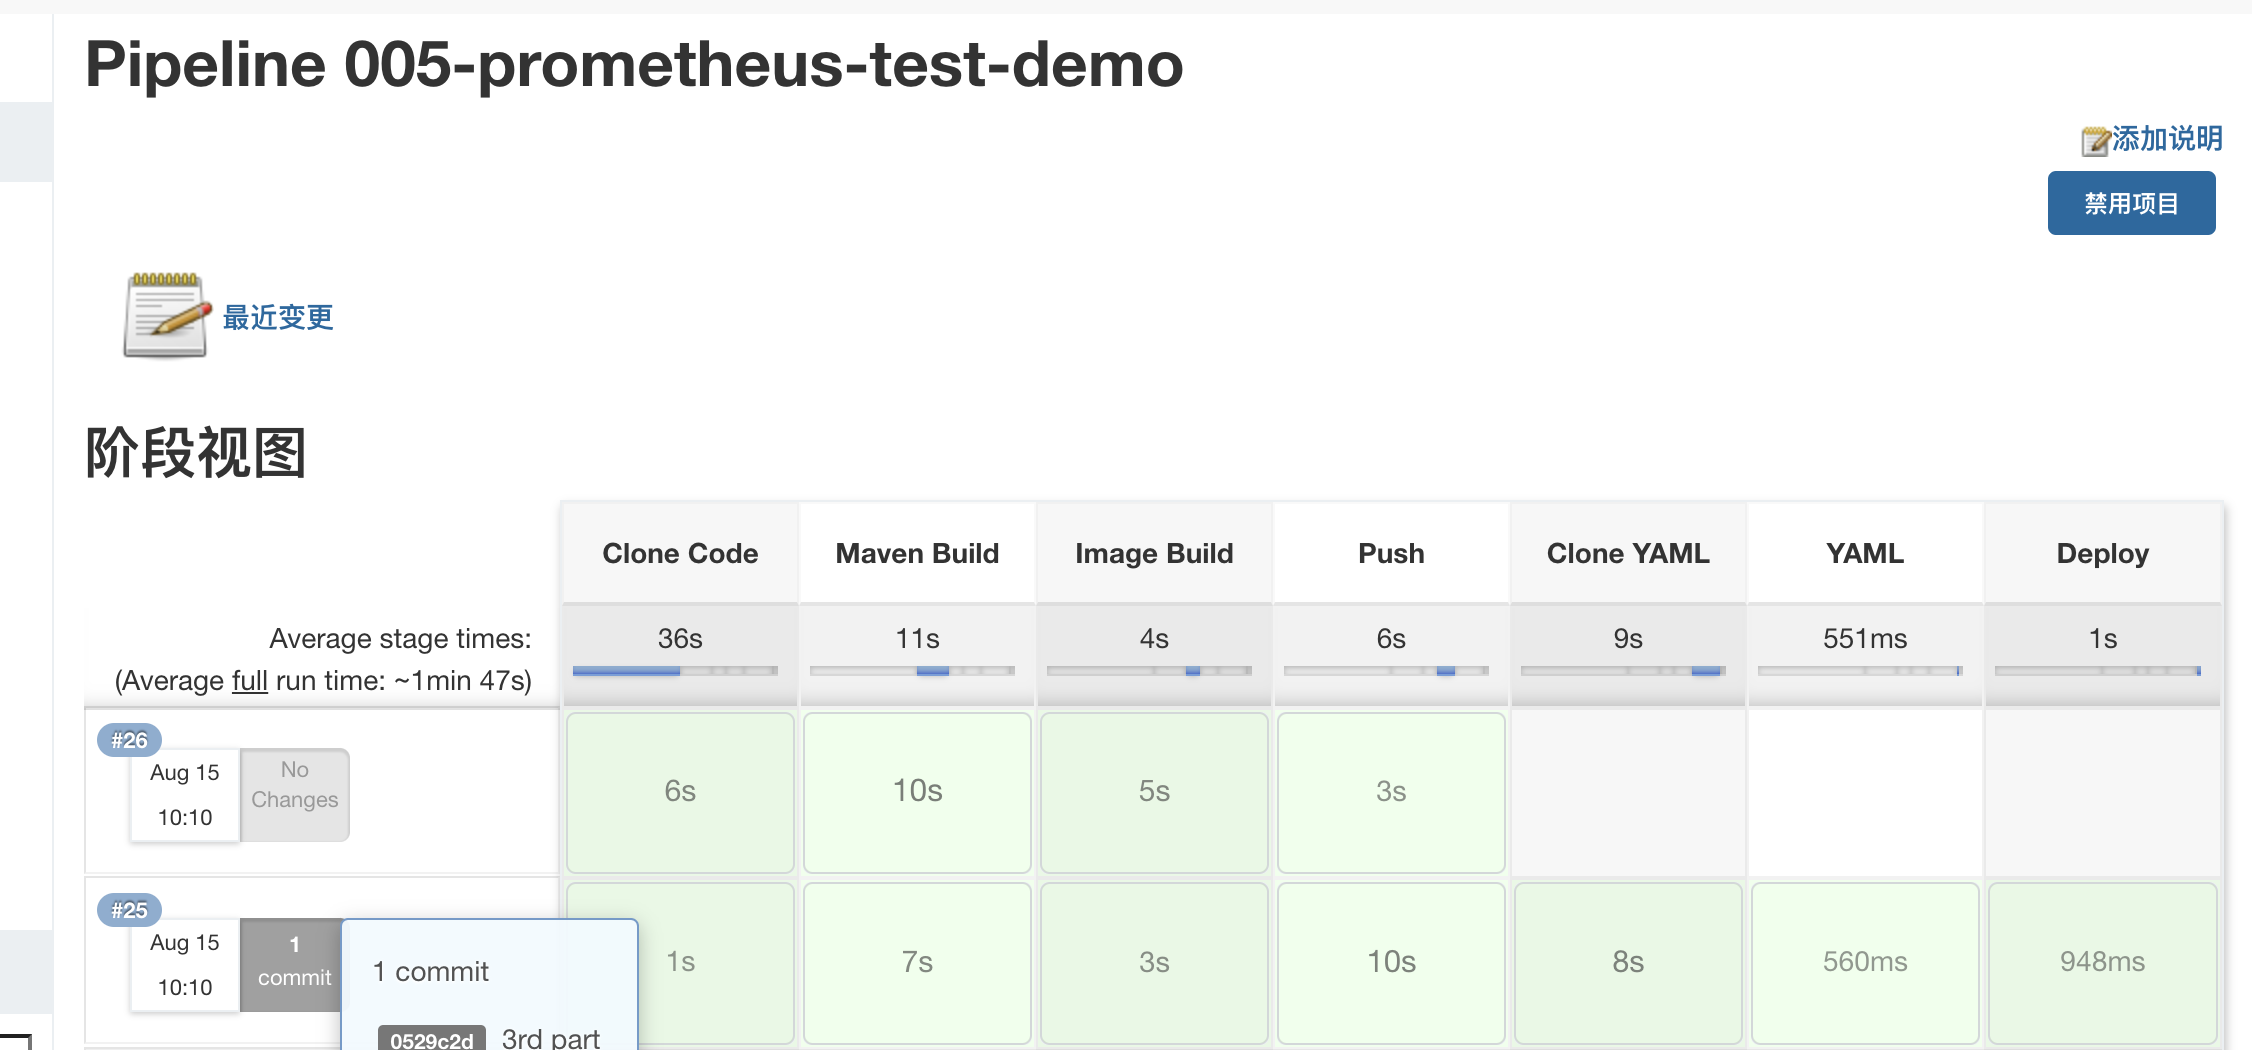 Pipeline 005-prometheus-test-demo
添加说明
禁用项目
最近变更
阶段视图
Clone Code Maven Build Image Build Push Clone YAML YAML Deploy
Average stage times: 36s 11s 4s 6s 9s 551ms 1s
(Average full run time: ~1min 47s)
#26
Aug 15 No
Changes
10:10
6s 10s 5s 3s
#25
Aug 15 1
commit
10:10
1s 7s 3s 10s 8s 560ms 948ms
1 commit
0529c2d 3rd part